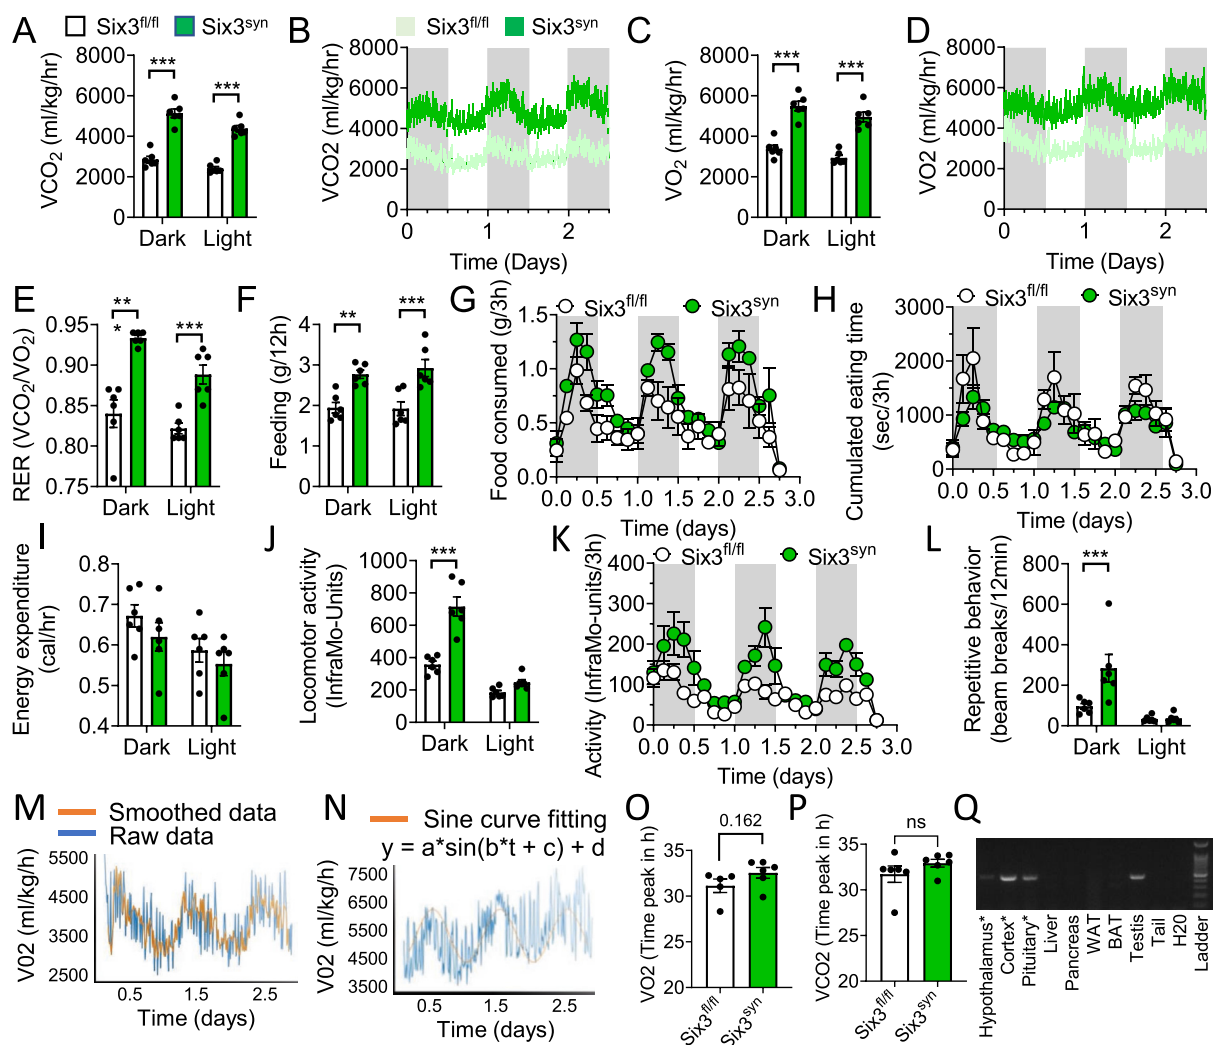 A
Six3fl/fl
Six3syn
VCO2 (ml/kg/hr)
8000
6000
4000
2000
0
***
***
Dark
Light
B
Six3fl/fl
Six3syn
VCO2 (ml/kg/hr)
8000
6000
4000
2000
0
0
1
2
Time (Days)
C
VO2 (ml/kg/hr)
8000
6000
4000
2000
0
***
***
Dark
Light
D
VO2 (ml/kg/hr)
8000
6000
4000
2000
0
0
1
2
Time (Days)
E
RER (VCO2/VO2)
0.95
0.90
0.85
0.80
0.75
**
*
***
Dark
Light
F
Feeding (g/12h)
4
3
2
1
0
**
***
Dark
Light
G
Six3fl/fl
Six3syn
Food consumed (g/3h)
1.5
1.0
0.5
0.0
0.0
0.5
1.0
1.5
2.0
2.5
3.0
Time (days)
H
Six3fl/fl
Six3syn
Cumulated eating time
(sec/3h)
3000
2000
1000
0
0.0
0.5
1.0
1.5
2.0
2.5
3.0
Time (days)
I
Energy expenditure
(cal/hr)
0.8
0.7
0.6
0.5
0.4
Dark
Light
J
Locomotor activity
(InfraMo-Units)
1000
800
600
400
200
0
***
Dark
Light
K
Six3fl/fl
Six3syn
Activity (InfraMo-units/3h)
400
300
200
100
0
0.0
0.5
1.0
1.5
2.0
2.5
3.0
Time (days)
L
Repetitive behavior
(beam breaks/12min)
800
600
400
200
0
***
Dark
Light
M
Smoothed data
Raw data
V02 (ml/kg/h)
5500
4500
3500
2500
0.5
1.5
2.5
Time (days)
N
Sine curve fitting
y = a*sin(b*t + c) + d
V02 (ml/kg/h)
7500
6500
5500
4500
3500
0.5
1.5
2.5
Time (days)
O
VO2 (Time peak in h)
0.162
35
30
25
20
Six3fl/fl
Six3syn
P
VCO2 (Time peak in h)
ns
35
30
25
20
Six3fl/fl
Six3syn
Q
Hypothalamus*
Cortex*
Pituitary*
Liver
Pancreas
WAT
BAT
Testis
Tail
H20
Ladder